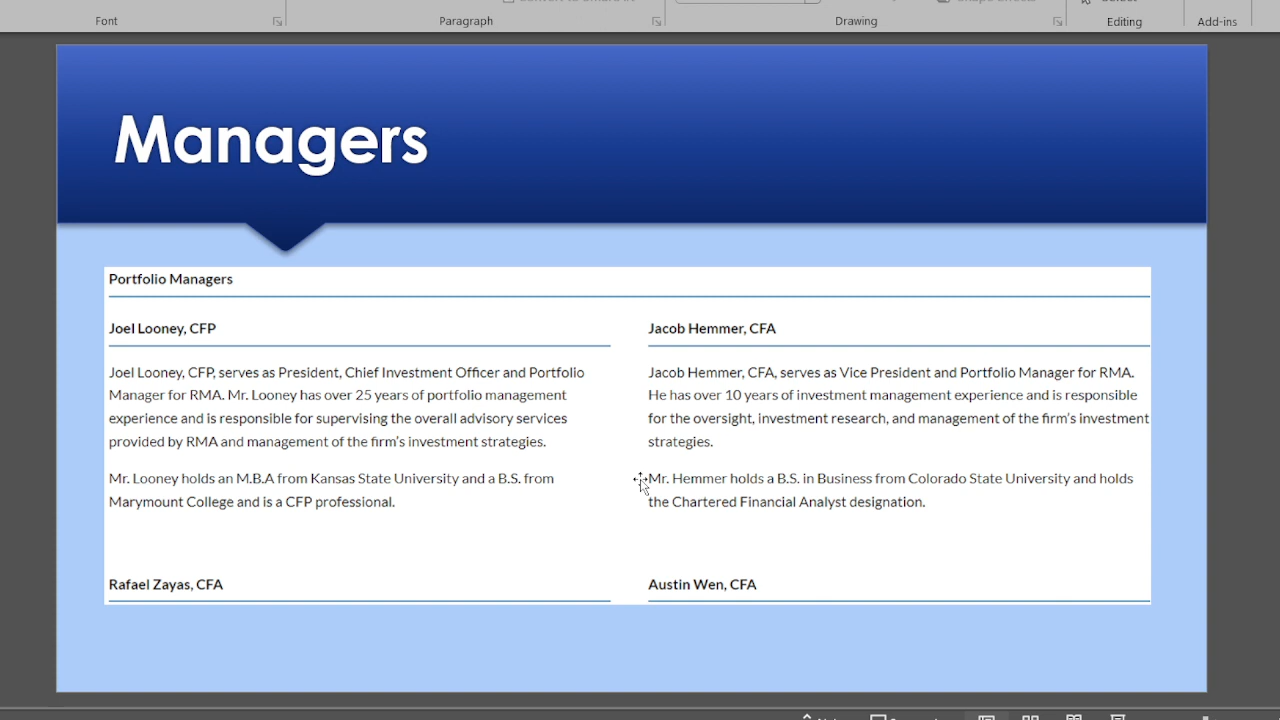 Font Paragraph Drawing Editing Add-ins
Managers
Portfolio Managers
Joel Looney, CFP
Joel Looney, CFP, serves as President, Chief Investment Officer and Portfolio
Manager for RMA. Mr. Looney has over 25 years of portfolio management
experience and is responsible for supervising the overall advisory services
provided by RMA and management of the firm's investment strategies.
Mr. Looney holds an M.B.A from Kansas State University and a B.S. from
Marymount College and is a CFP professional.
Jacob Hemmer, CFA
Jacob Hemmer, CFA, serves as Vice President and Portfolio Manager for RMA.
He has over 10 years of investment management experience and is responsible
for the oversight, investment research, and management of the firm's investment
strategies.
Mr. Hemmer holds a B.S. in Business from Colorado State University and holds
the Chartered Financial Analyst designation.
Rafael Zayas, CFA
Austin Wen, CFA